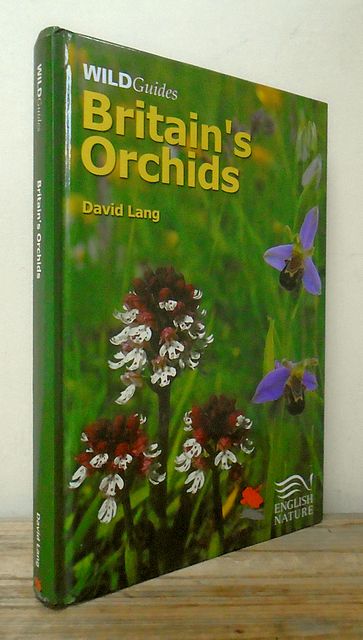 WILDGuides
Britain's
Orchids
David Lang
ENGLISH
NATURE
WILDGuides
Britain's Orchids
David Lang